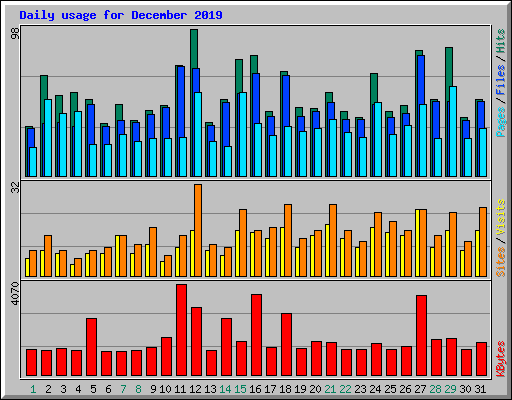 Daily usage for December 2019
98
Pages / Files / Hits
32
Sites / Visits
4070
KBytes
1 2 3 4 5 6 7 8 9 10 11 12 13 14 15 16 17 18 19 20 21 22 23 24 25 26 27 28 29 30 31